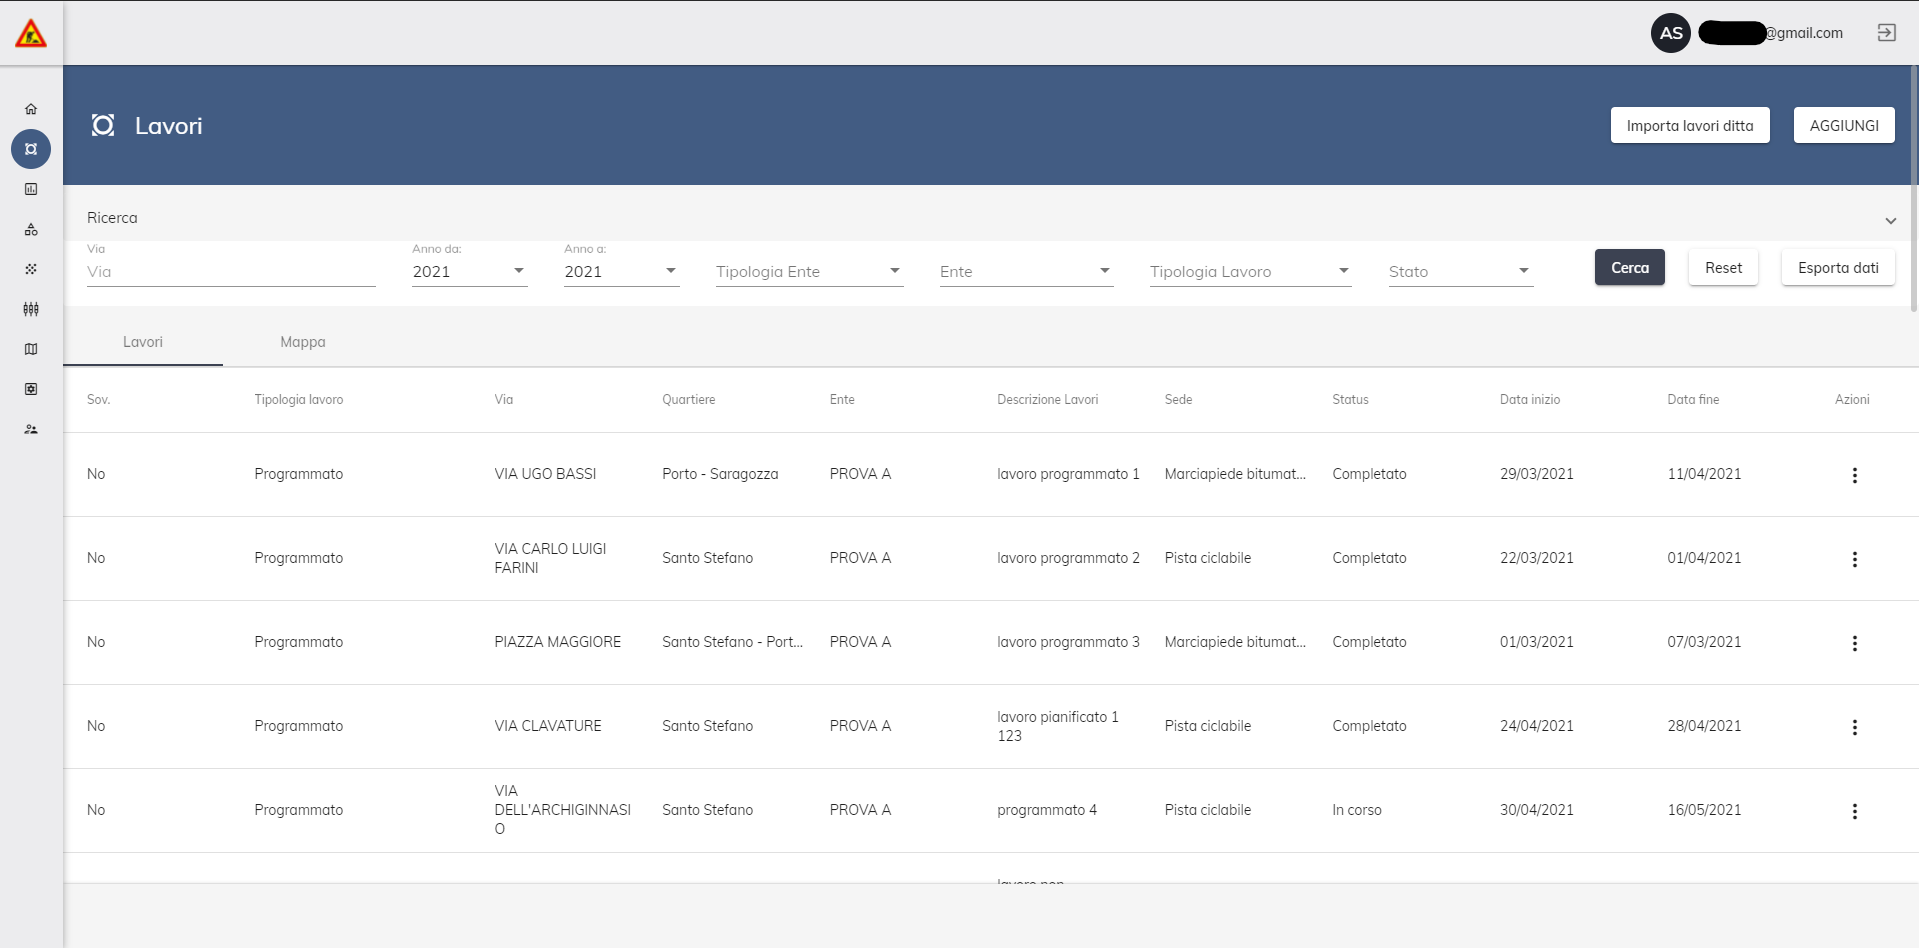 AS @gmail.com
Lavori
Importa lavori ditta
AGGIUNGI
Ricerca
Via
Via
Anno da:
2021
Anno a:
2021
Tipologia Ente
Ente
Tipologia Lavoro
Stato
Cerca
Reset
Esporta dati
Lavori Mappa
Sov. Tipologia lavoro Via Quartiere Ente Descrizione Lavori Sede Status Data inizio Data fine Azioni
No Programmato VIA UGO BASSI Porto - Saragozza PROVA A lavoro programmato 1 Marciapiede bitumat... Completato 29/03/2021 11/04/2021
No Programmato VIA CARLO LUIGI
FARINI Santo Stefano PROVA A lavoro programmato 2 Pista ciclabile Completato 22/03/2021 01/04/2021
No Programmato PIAZZA MAGGIORE Santo Stefano - Port... PROVA A lavoro programmato 3 Marciapiede bitumat... Completato 01/03/2021 07/03/2021
No Programmato VIA CLAVATURE Santo Stefano PROVA A lavoro pianificato 1
123 Pista ciclabile Completato 24/04/2021 28/04/2021
No Programmato VIA
DELL'ARCHIGINNASI
O Santo Stefano PROVA A programmato 4 Pista ciclabile In corso 30/04/2021 16/05/2021